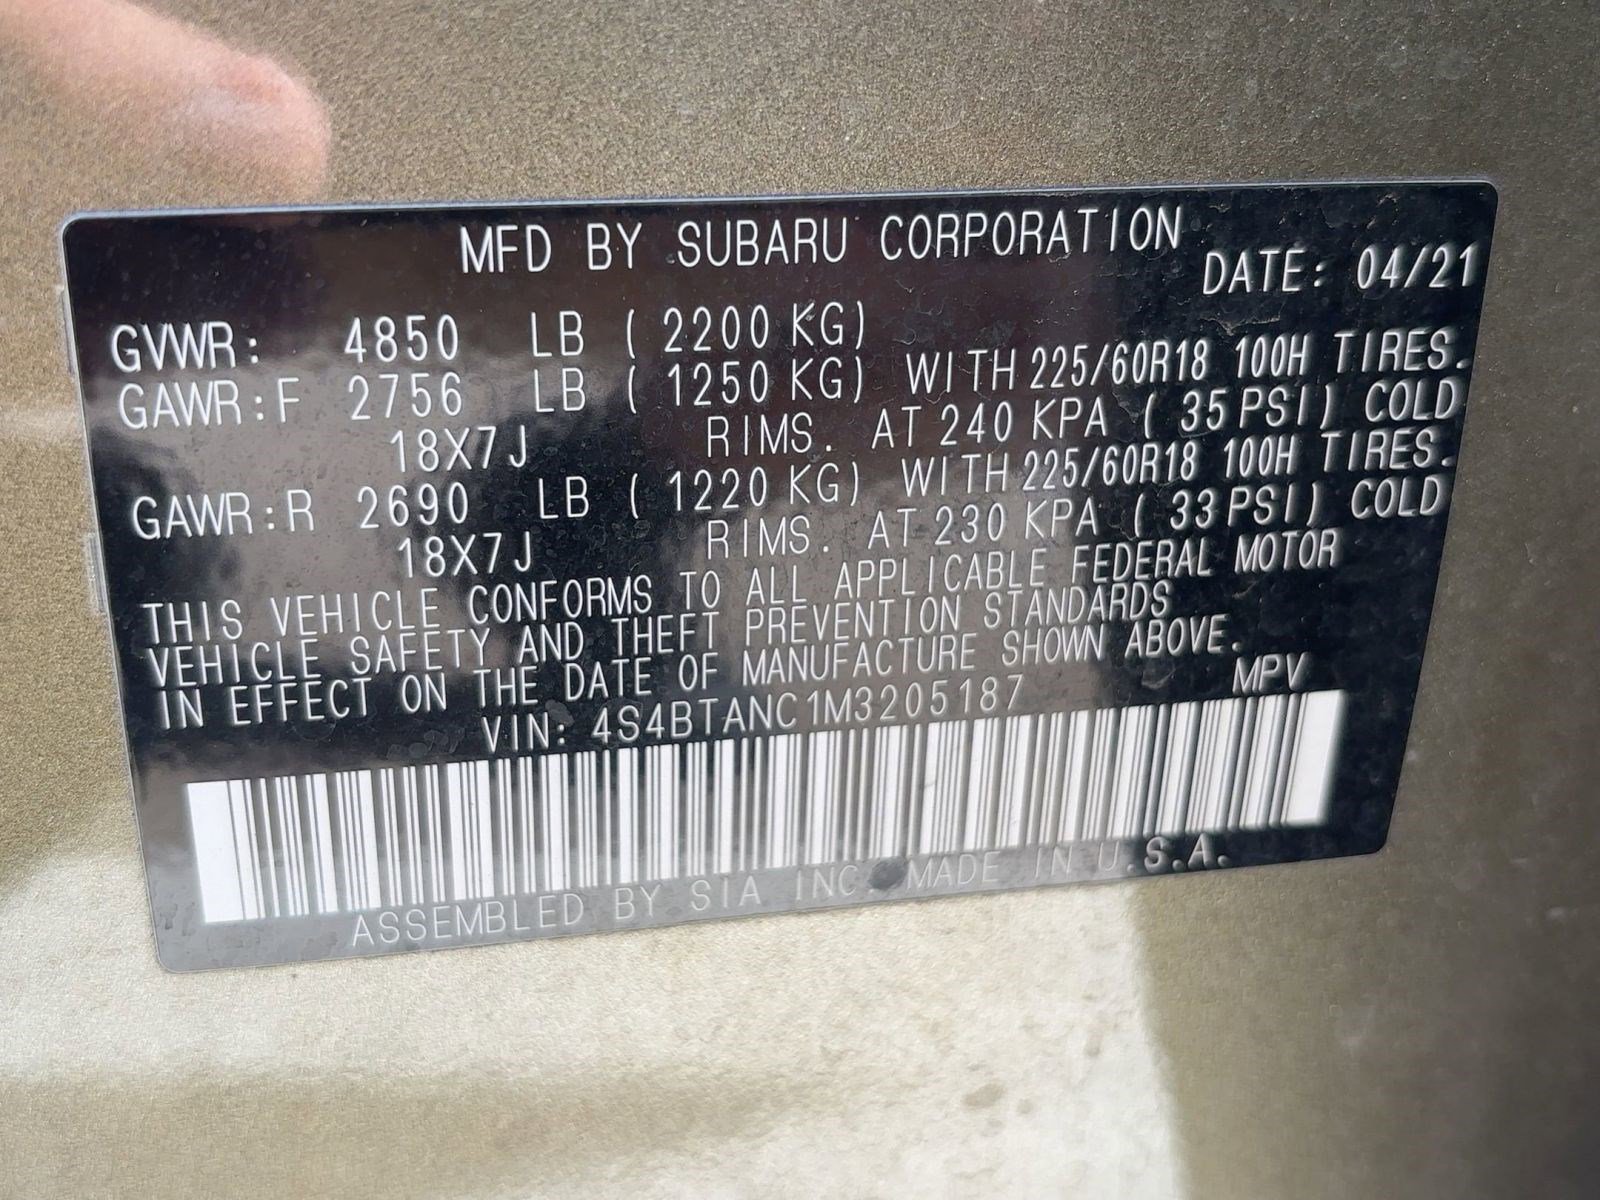 MFD BY SUBARU CORPORATION
DATE: 04/21
GVWR: 4850 LB ( 2200 KG)
GAWR:F 2756 LB ( 1250 KG) WITH 225/60R18 100H TIRES.
18X7J RIMS. AT 240 KPA ( 35 PSI) COLD
GAWR:R 2690 LB ( 1220 KG) WITH 225/60R18 100H TIRES.
18X7J RIMS. AT 230 KPA ( 33 PSI) COLD
THIS VEHICLE CONFORMS TO ALL APPLICABLE FEDERAL MOTOR
VEHICLE SAFETY AND THEFT PREVENTION STANDARDS
IN EFFECT ON THE DATE OF MANUFACTURE SHOWN ABOVE.
VIN: 4S4BTANC1M3205187 MPV
ASSEMBLED BY SIA INC. MADE IN U.S.A.